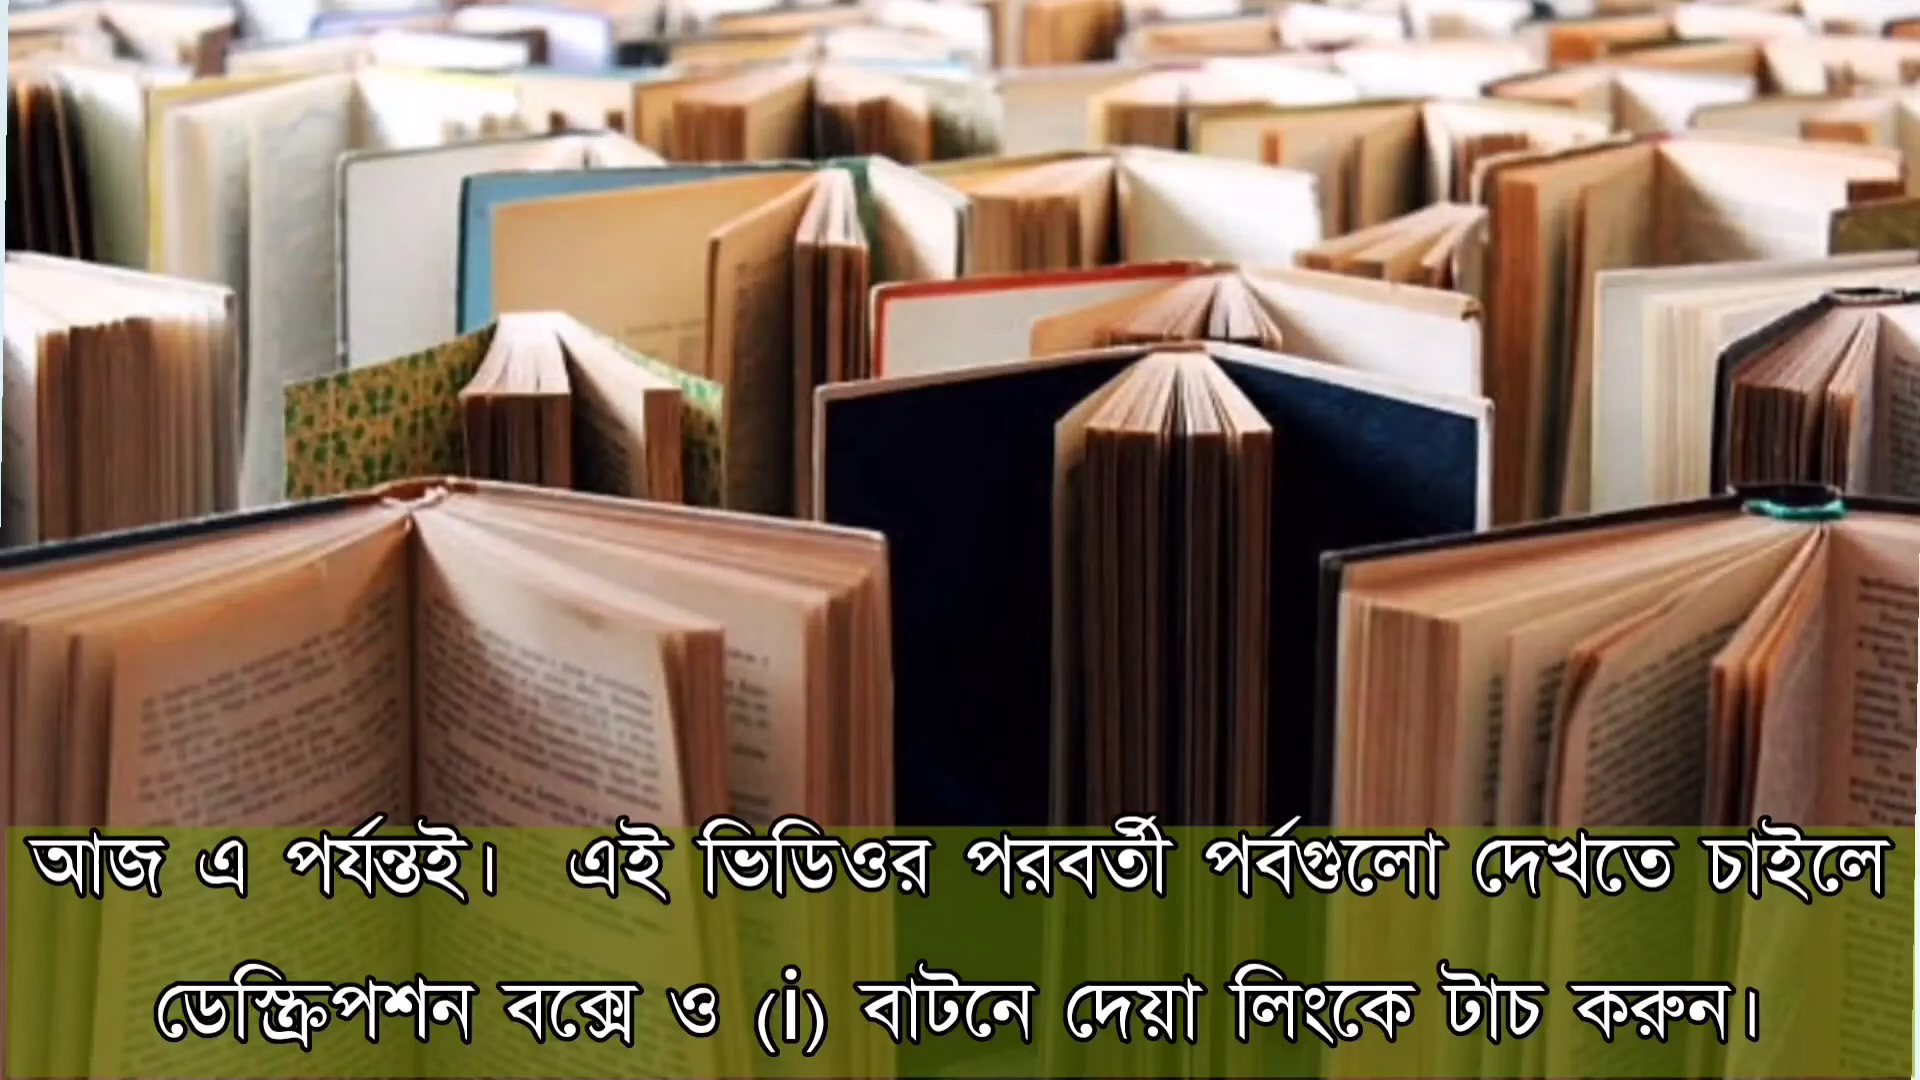 আজ এ পর্যন্তই। এই ভিডিওর পরবর্তী পর্বগুলো দেখতে চাইলে
ডেস্ক্রিপশন বক্সে ও (i) বাটনে দেয়া লিংকে টাচ করুন।